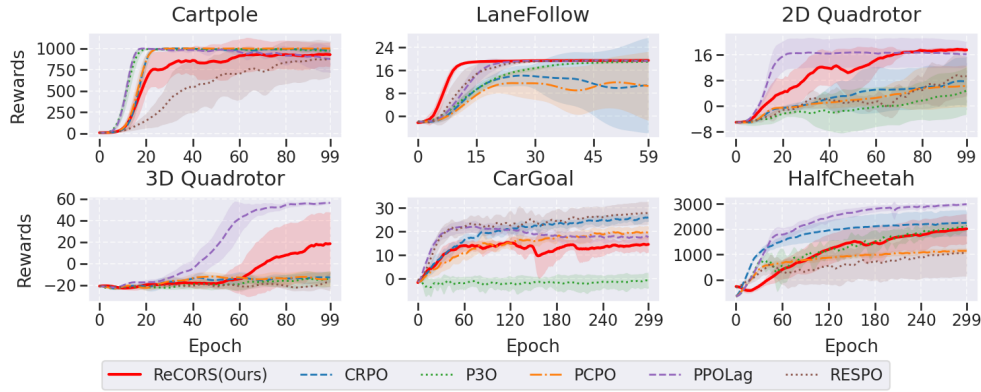 Cartpole
LaneFollow
2D Quadrotor
Rewards
1000
750
500
250
0
0 20 40 60 80 99
24
16
8
0
0 15 30 45 59
16
8
0
−8
0 20 40 60 80 99
3D Quadrotor
CarGoal
HalfCheetah
Rewards
60
40
20
0
−20
0 20 40 60 80 99
30
20
10
0
0 60 120 180 240 299
3000
2000
1000
0
0 60 120 180 240 299
Epoch
Epoch
Epoch
ReCORS(Ours) CRPO P3O PCPO PPOLag RESPO